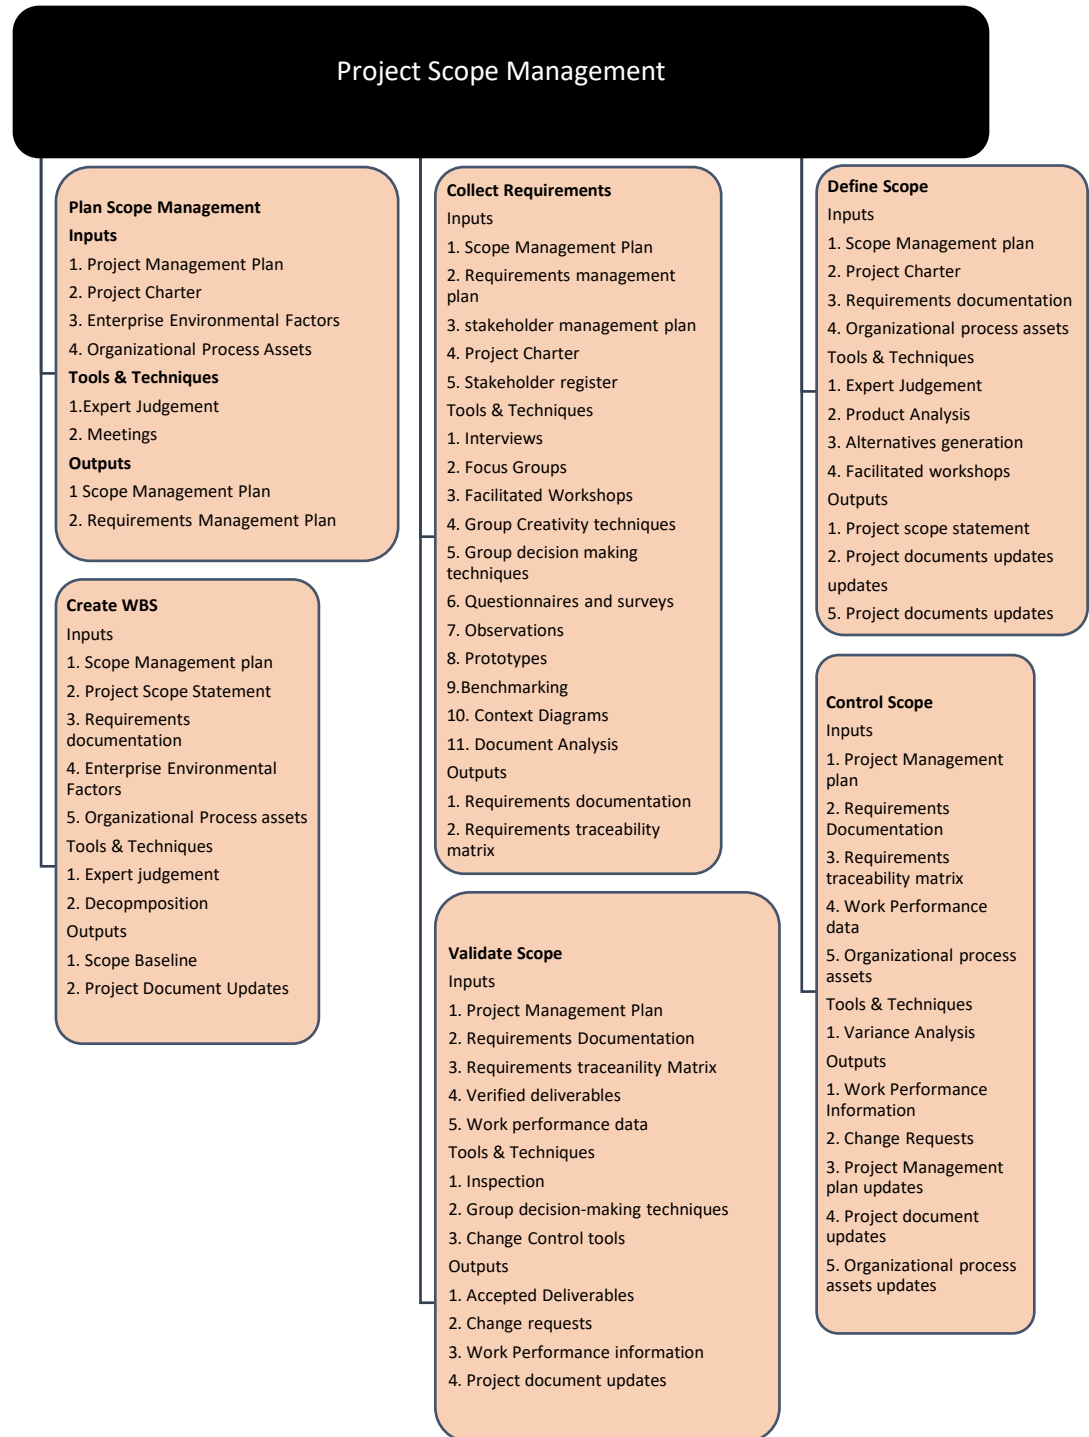 Project Scope Management
Plan Scope Management
Inputs
1. Project Management Plan
2. Project Charter
3. Enterprise Environmental Factors
4. Organizational Process Assets
Tools & Techniques
1.Expert Judgement
2. Meetings
Outputs
1 Scope Management Plan
2. Requirements Management Plan
Collect Requirements
Inputs
1. Scope Management Plan
2. Requirements management
plan
3. stakeholder management plan
4. Project Charter
5. Stakeholder register
Tools & Techniques
1. Interviews
2. Focus Groups
3. Facilitated Workshops
4. Group Creativity techniques
5. Group decision making
techniques
6. Questionnaires and surveys
7. Observations
8. Prototypes
9.Benchmarking
10. Context Diagrams
11. Document Analysis
Outputs
1. Requirements documentation
2. Requirements traceability
matrix
Define Scope
Inputs
1. Scope Management plan
2. Project Charter
3. Requirements documentation
4. Organizational process assets
Tools & Techniques
1. Expert Judgement
2. Product Analysis
3. Alternatives generation
4. Facilitated workshops
Outputs
1. Project scope statement
2. Project documents updates
updates
5. Project documents updates
Create WBS
Inputs
1. Scope Management plan
2. Project Scope Statement
3. Requirements
documentation
4. Enterprise Environmental
Factors
5. Organizational Process assets
Tools & Techniques
1. Expert judgement
2. Decopmposition
Outputs
1. Scope Baseline
2. Project Document Updates
Validate Scope
Inputs
1. Project Management Plan
2. Requirements Documentation
3. Requirements traceanility Matrix
4. Verified deliverables
5. Work performance data
Tools & Techniques
1. Inspection
2. Group decision-making techniques
3. Change Control tools
Outputs
1. Accepted Deliverables
2. Change requests
3. Work Performance information
4. Project document updates
Control Scope
Inputs
1. Project Management
plan
2. Requirements
Documentation
3. Requirements
traceability matrix
4. Work Performance
data
5. Organizational process
assets
Tools & Techniques
1. Variance Analysis
Outputs
1. Work Performance
Information
2. Change Requests
3. Project Management
plan updates
4. Project document
updates
5. Organizational process
assets updates